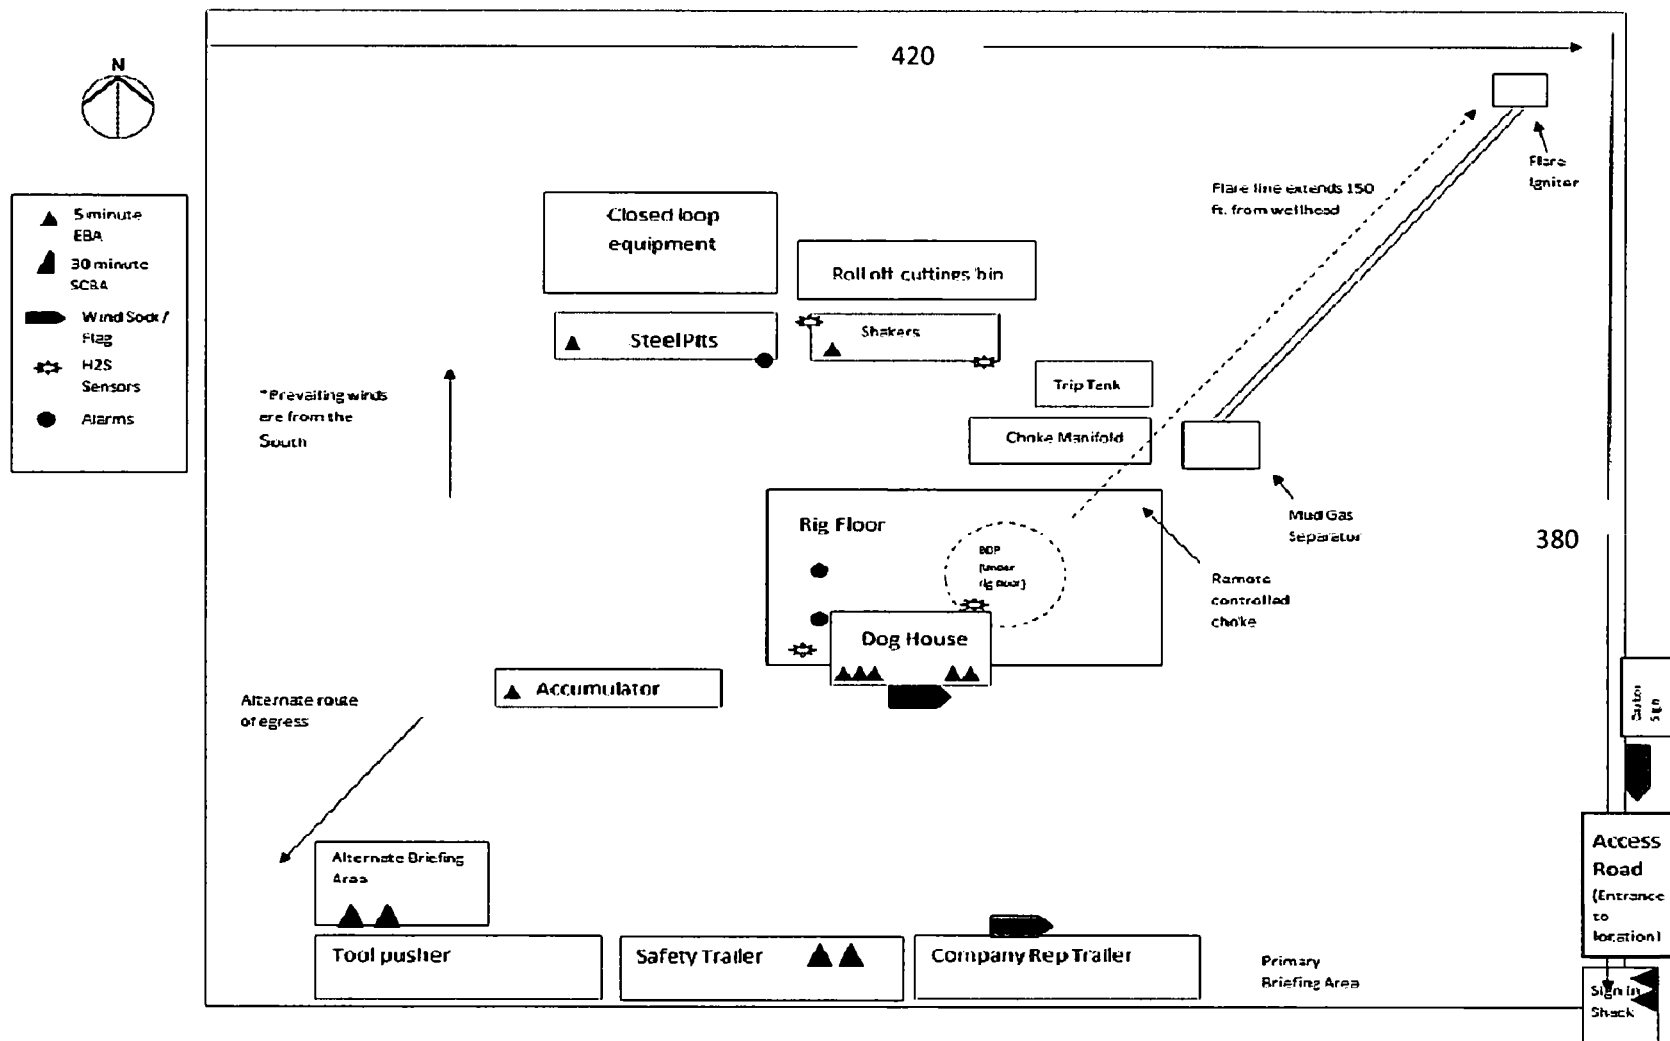 420
N
5 minute
EBA
30 minute
SCBA
Wind Sock /
Flag
H2S
Sensors
Alarms
*Prevailing winds
are from the
South
Closed loop
equipment
Roll off cuttings bin
Steel Pits
Shakers
Trip Tank
Choke Manifold
Flare line extends 150
ft. from wellhead
Flare
Ignitor
Mud Gas
Separator
380
Rig Floor
BOP
(under
rig floor)
Remote
controlled
choke
Dog House
Accumulator
Alternate route
of egress
Sign
Access
Road
(Entrance
to
location)
Alternate Briefing
Area
Tool pusher
Safety Trailer
Company Rep Trailer
Primary
Briefing Area
Sign in
Shack